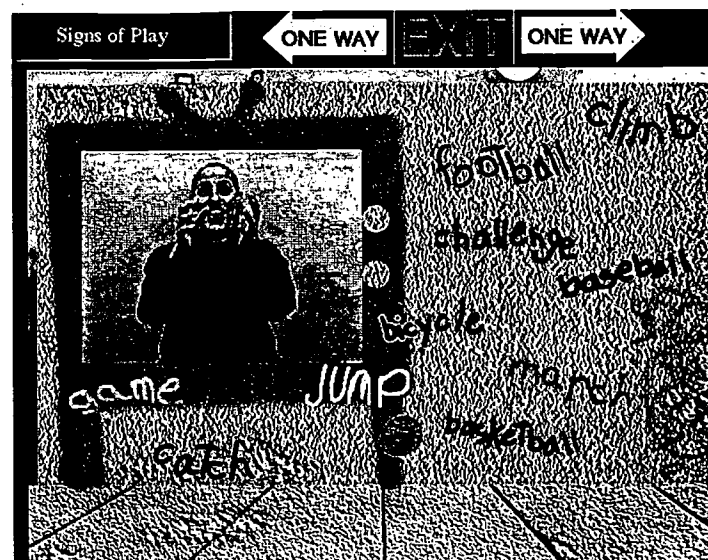 Signs of Play
ONE WAY
EXIT
ONE WAY
climb
football
challenge
baseball
bicycle
march
game
JUMP
basketball
catch